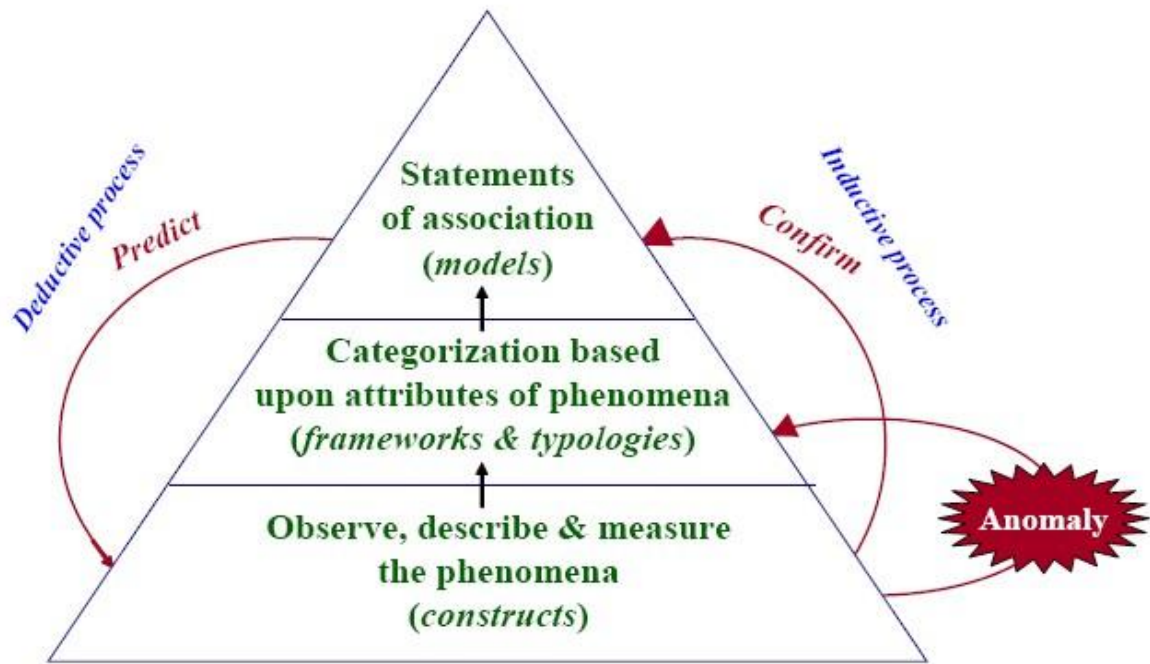 Deductive process
Predict
Statements
of association
(models)
Confirm
Inductive process
Categorization based
upon attributes of phenomena
(frameworks & typologies)
Anomaly
Observe, describe & measure
the phenomena
(constructs)